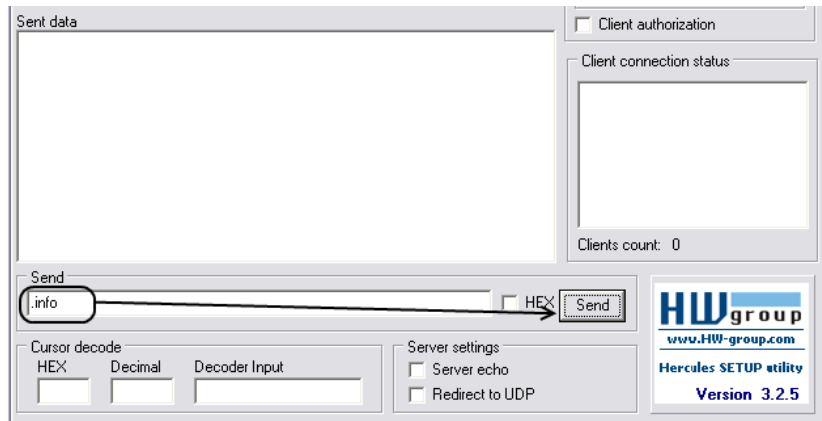 Sent data
Client authorization
Client connection status
Clients count: 0
Send
.info
HEX
Send
HW group
www.HW-group.com
Hercules SETUP utility
Version 3.2.5
Cursor decode
HEX Decimal Decoder Input
Server settings
Server echo
Redirect to UDP